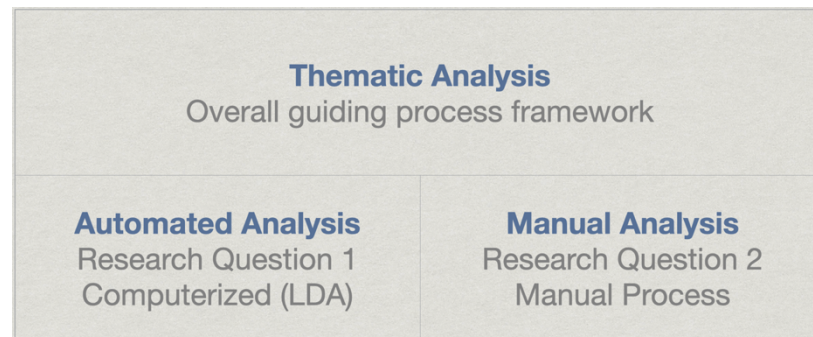 Thematic Analysis
Overall guiding process framework
Automated Analysis
Research Question 1
Computerized (LDA)
Manual Analysis
Research Question 2
Manual Process